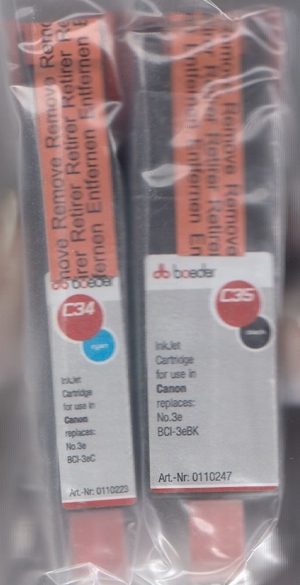 Remove Remove Remove
Retirer Retirer Retirer
Entfernen Entfernen
boeder
C34
Cyan
InkJet
Cartridge
for use in
Canon
replaces:
No.3e
BCI-3eC
Art.-Nr: 0110223
Remove Remove
Retirer Retirer
Entfernen
boeder
C35
Black
InkJet
Cartridge
for use in
Canon
replaces:
No.3e
BCI-3eBK
Art.-Nr: 0110247